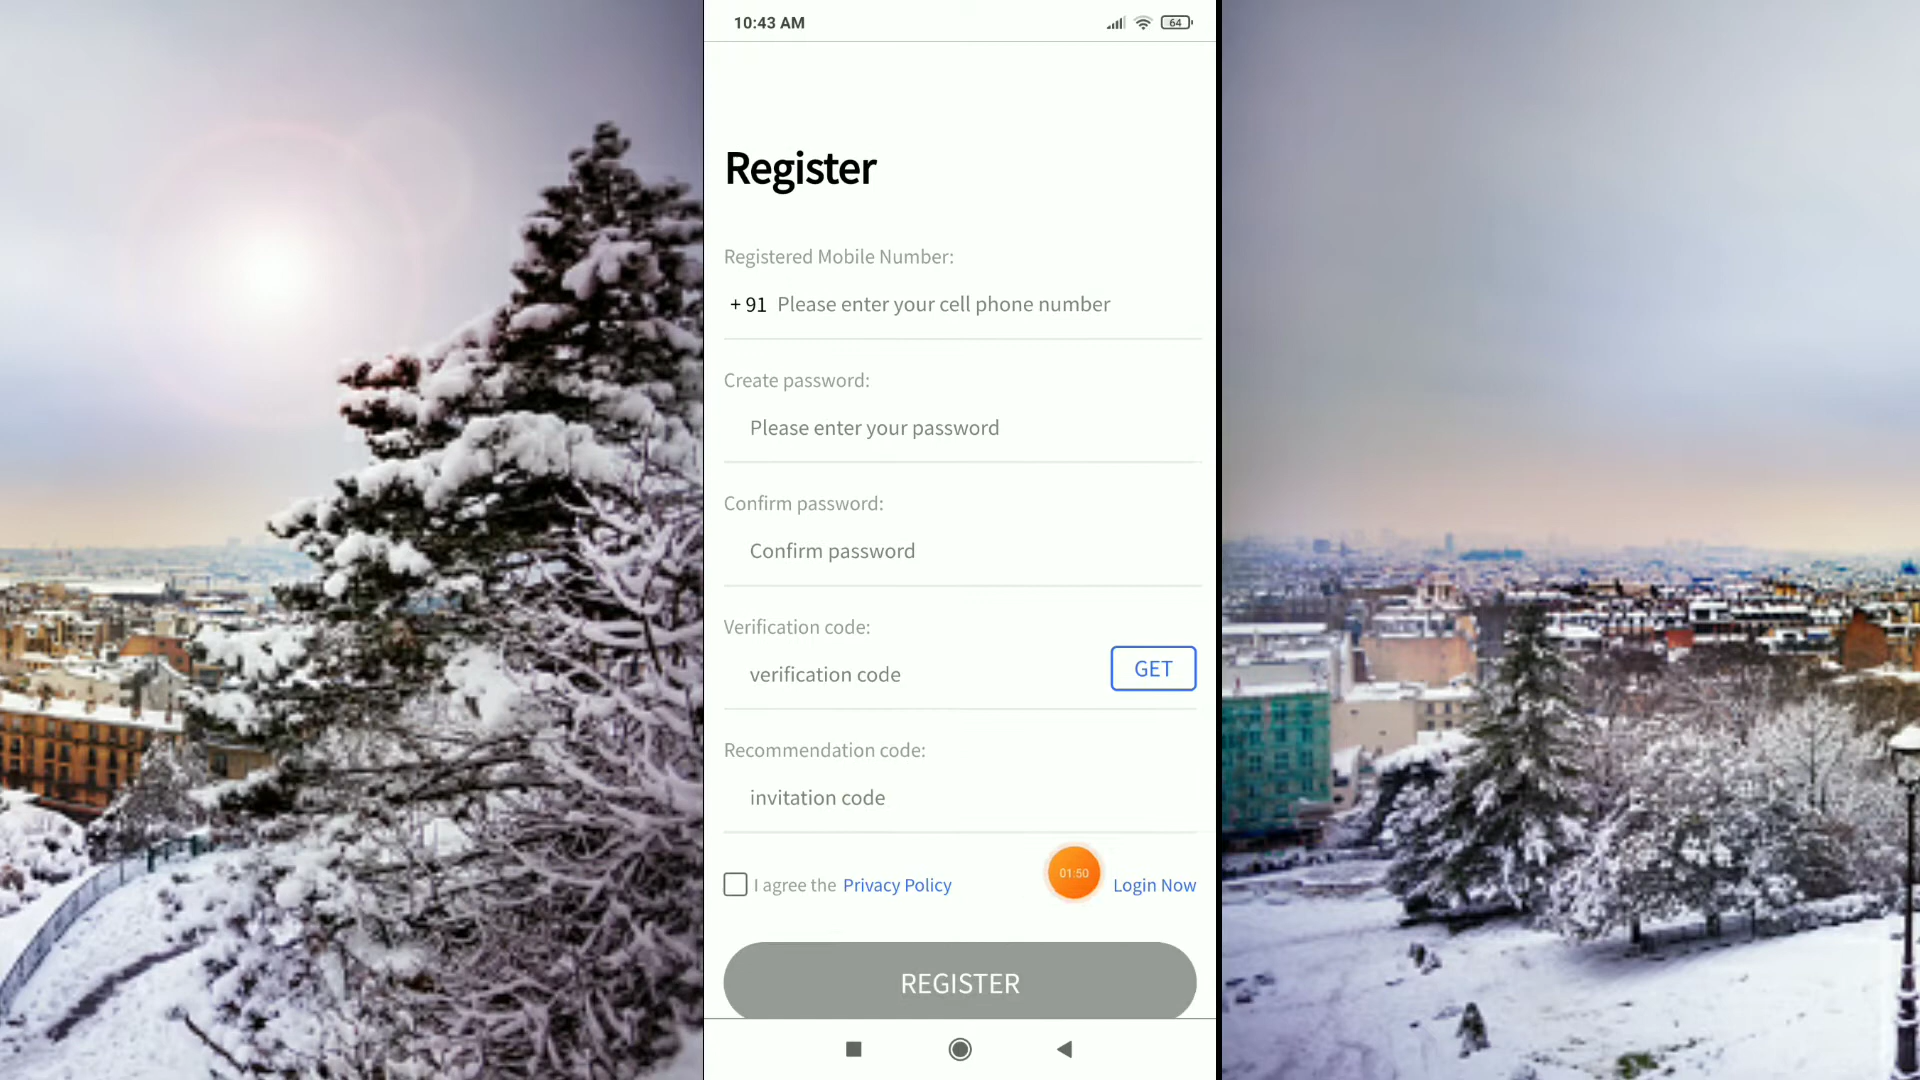 10:43 AM
64
Register
Registered Mobile Number:
+ 91 Please enter your cell phone number
Create password:
Please enter your password
Confirm password:
Confirm password
Verification code:
verification code
GET
Recommendation code:
invitation code
I agree the Privacy Policy
01:50
Login Now
REGISTER